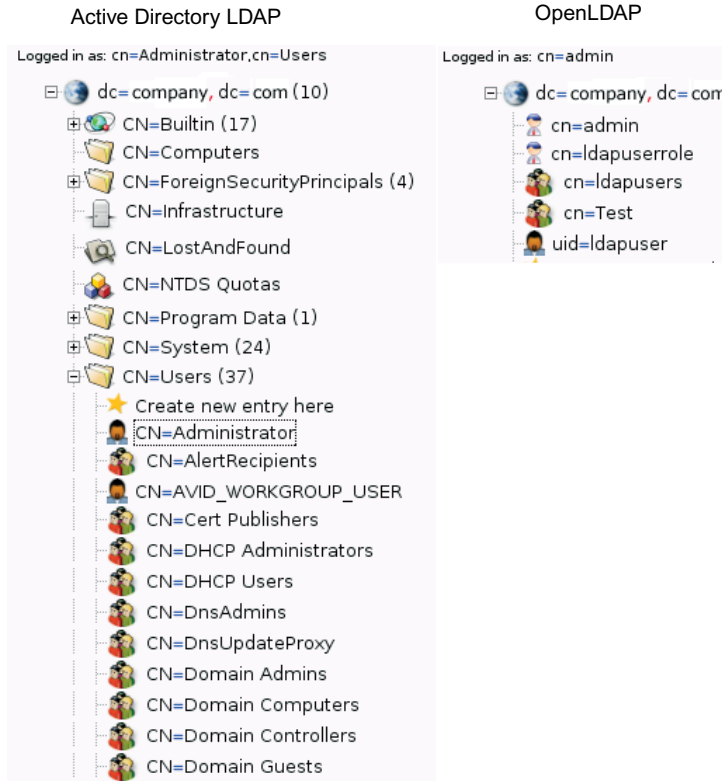 Active Directory LDAP
Logged in as: cn=Administrator,cn=Users
dc=company, dc=com (10)
CN=Builtin (17)
CN=Computers
CN=ForeignSecurityPrincipals (4)
CN=Infrastructure
CN=LostAndFound
CN=NTDS Quotas
CN=Program Data (1)
CN=System (24)
CN=Users (37)
Create new entry here
CN=Administrator
CN=AlertRecipients
CN=AVID_WORKGROUP_USER
CN=Cert Publishers
CN=DHCP Administrators
CN=DHCP Users
CN=DnsAdmins
CN=DnsUpdateProxy
CN=Domain Admins
CN=Domain Computers
CN=Domain Controllers
CN=Domain Guests
OpenLDAP
Logged in as: cn=admin
dc=company, dc=com
cn=admin
cn=ldapuserrole
cn=ldapusers
cn=Test
uid=ldapuser